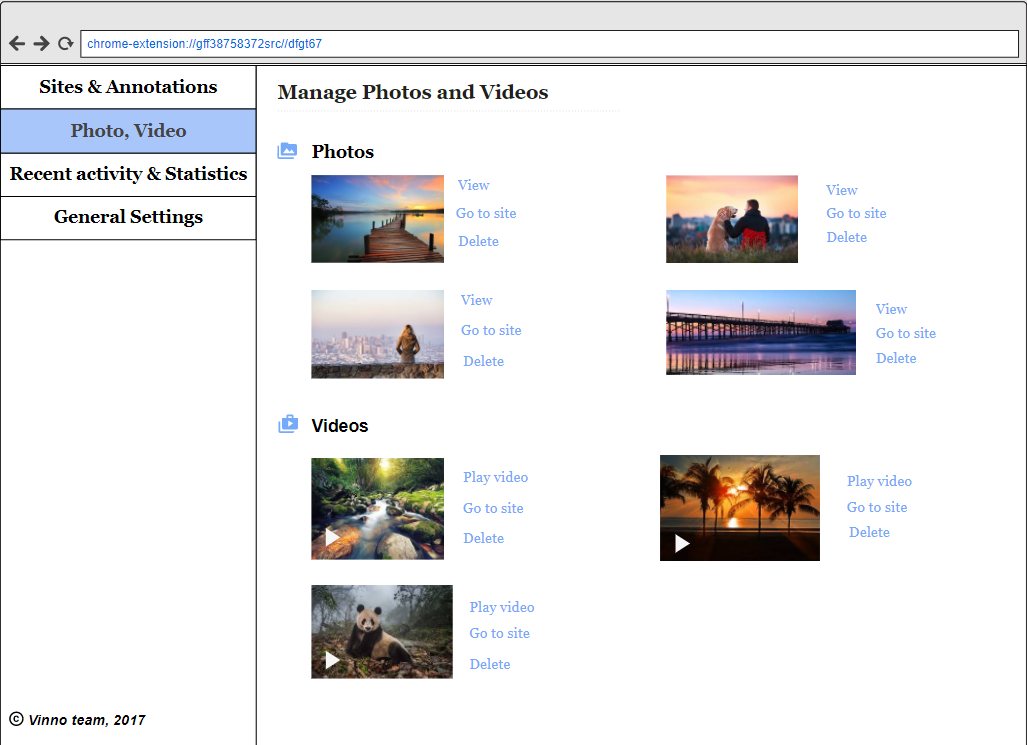 chrome-extension://gff38758372src//dfgt67
Sites & Annotations
Photo, Video
Recent activity & Statistics
General Settings
© Vinno team, 2017
Manage Photos and Videos
Photos
View
Go to site
Delete
View
Go to site
Delete
View
Go to site
Delete
View
Go to site
Delete
Videos
Play video
Go to site
Delete
Play video
Go to site
Delete
Play video
Go to site
Delete